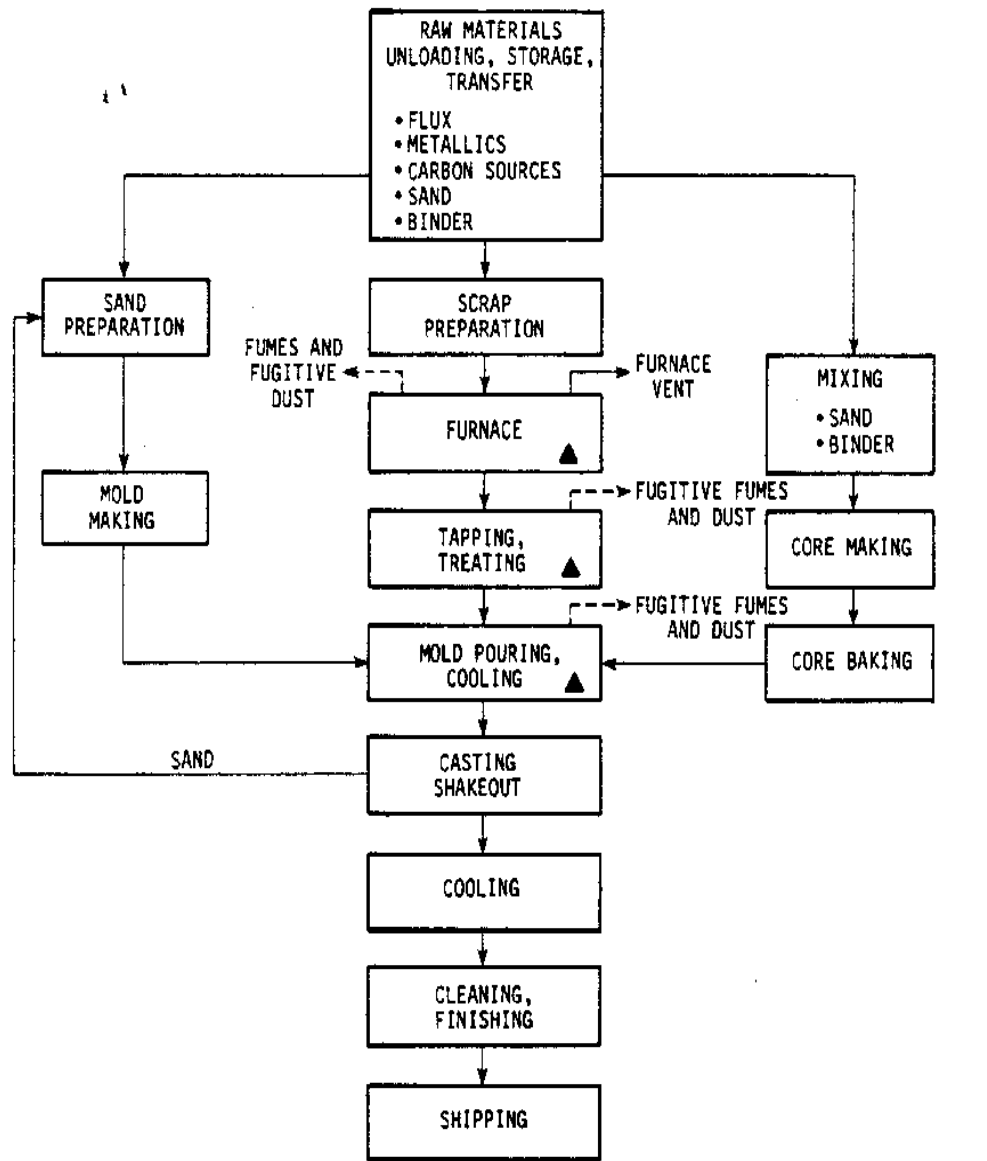 RAW MATERIALS
UNLOADING, STORAGE,
TRANSFER
• FLUX
• METALLICS
• CARBON SOURCES
• SAND
• BINDER
SAND
PREPARATION
SCRAP
PREPARATION
FUMES AND
FUGITIVE
DUST
FURNACE
VENT
MIXING
• SAND
• BINDER
FURNACE
MOLD
MAKING
FUGITIVE FUMES
AND DUST
TAPPING,
TREATING
CORE MAKING
FUGITIVE FUMES
AND DUST
MOLD POURING,
COOLING
CORE BAKING
SAND
CASTING
SHAKEOUT
COOLING
CLEANING,
FINISHING
SHIPPING